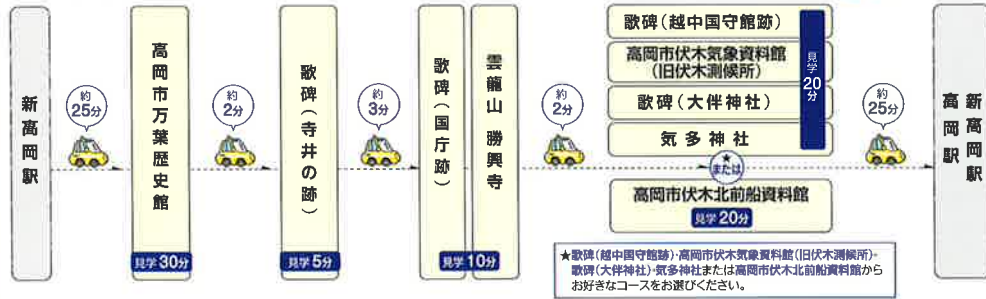 新高岡駅
約
25分
高岡市万葉歴史館
見学30分
約
2分
歌碑(寺井の跡)
見学5分
約
3分
歌碑(国庁跡)
雲龍山 勝興寺
見学10分
約
2分
歌碑(越中国守館跡)
高岡市伏木気象資料館
(旧伏木測候所)
歌碑(大伴神社)
気多神社
見学20分
★
または
高岡市伏木北前船資料館
見学20分
約
25分
新高岡駅
高岡駅
★歌碑(越中国守館跡)・高岡市伏木気象資料館(旧伏木測候所)・
歌碑(大伴神社)・気多神社または高岡市伏木北前船資料館から
お好きなコースをお選びください。